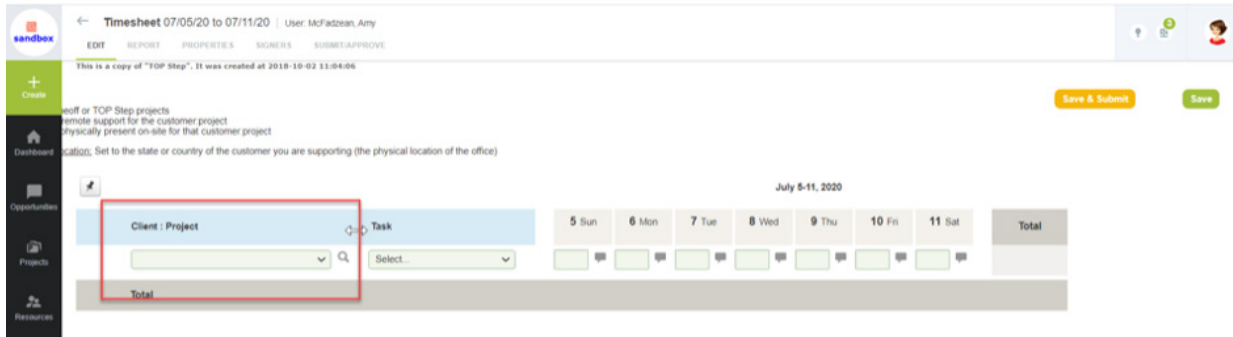 sandbox
← Timesheet 07/05/20 to 07/11/20 | User: McFadzean, Amy
EDIT REPORT PROPERTIES SIGNERS SUBMIT/APPROVE
3
This is a copy of "TOP Step". It was created at 2018-10-02 11:04:06
Create
Save & Submit Save
eoff or TOP Step projects
emote support for the customer project
physically present on-site for that customer project
Dashboard
ocation: Set to the state or country of the customer you are supporting (the physical location of the office)
Opportunities
July 5-11, 2020
Client : Project Task 5 Sun 6 Mon 7 Tue 8 Wed 9 Thu 10 Fri 11 Sat Total
Projects
Select...
Total
Resources